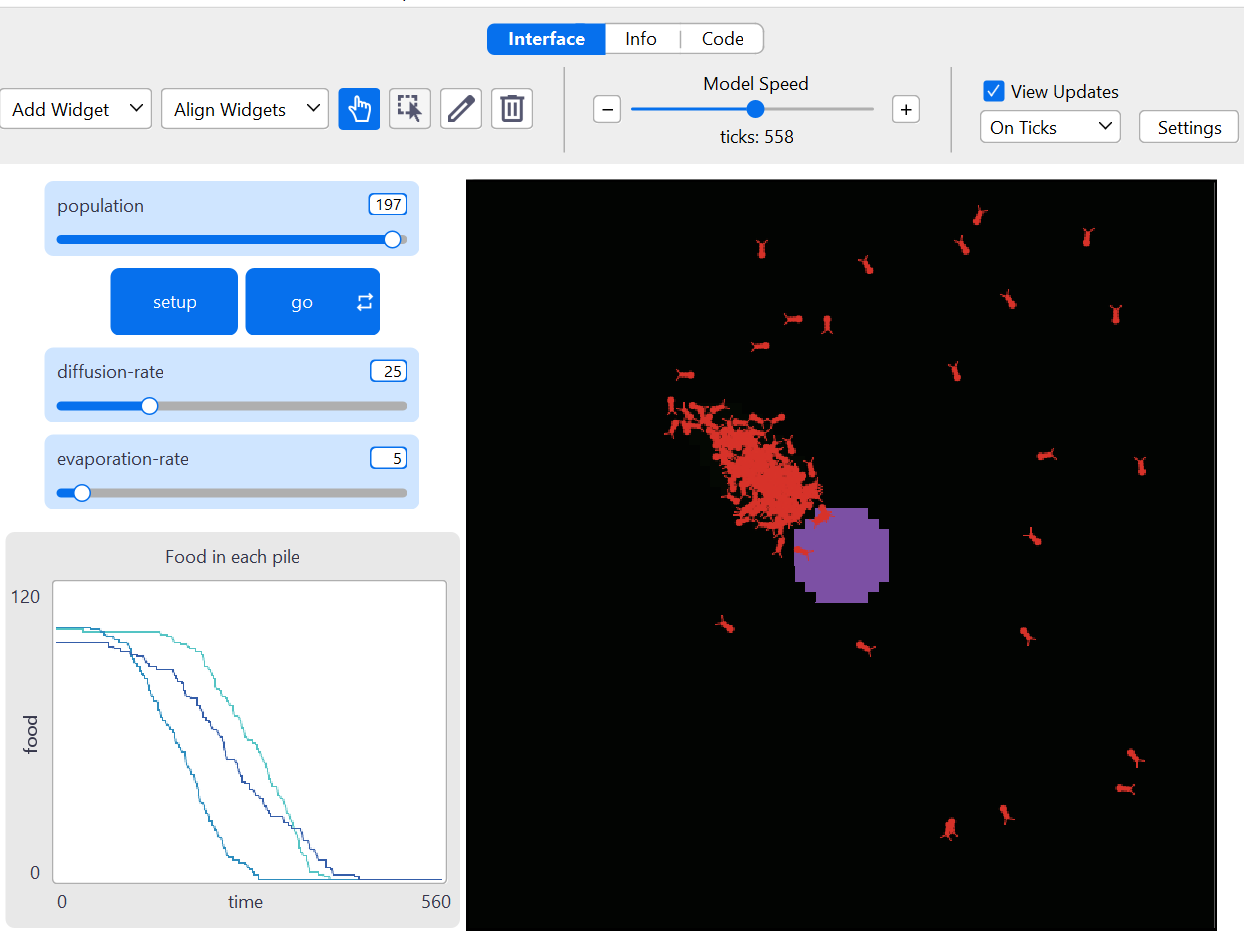 Interface Info Code
Add Widget Align Widgets
Model Speed
ticks: 558
View Updates
On Ticks Settings
population 197
setup go
diffusion-rate 25
evaporation-rate 5
Food in each pile
120
food
0
0 time 560